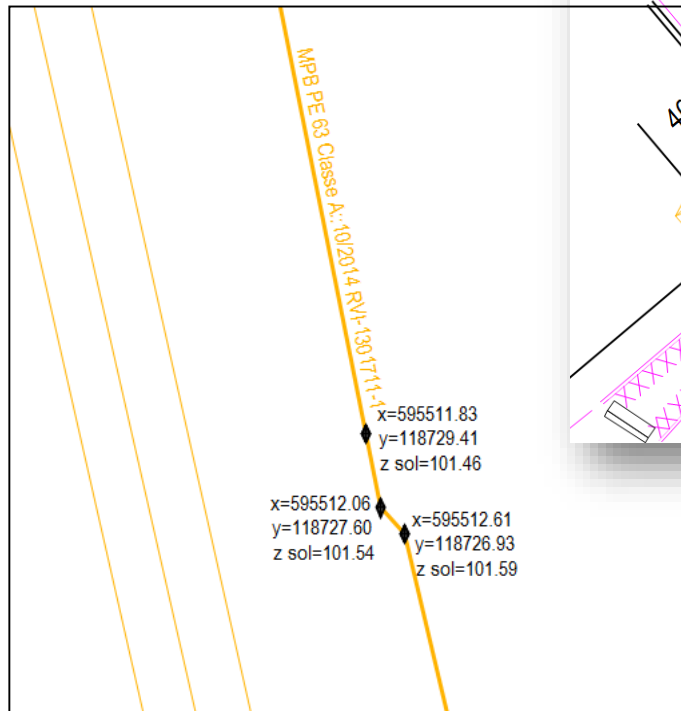 MPB PE 63 Classe A::10/2014 RVI-1301711-1
x=595511.83
y=118729.41
z sol=101.46
x=595512.06
y=118727.60
z sol=101.54
x=595512.61
y=118726.93
z sol=101.59